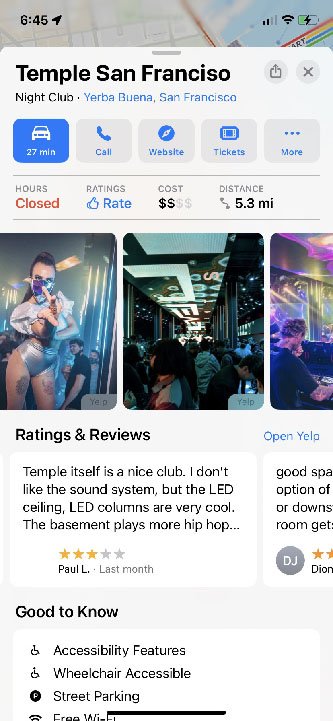 6:45
Temple San Franciso
Night Club · Yerba Buena, San Francisco
27 min
Call
Website
Tickets
More
HOURS
RATINGS
COST
DISTANCE
Closed
Rate
$$$$
5.3 mi
Yelp
Yelp
Ratings & Reviews
Open Yelp
Temple itself is a nice club. I don't
like the sound system, but the LED
ceiling, LED columns are very cool.
The basement plays more hip hop...
Paul L. · Last month
good spa
option of
or downs
room gets
DJ
Dion
Good to Know
Accessibility Features
Wheelchair Accessible
P
Street Parking
Free Wi-Fi